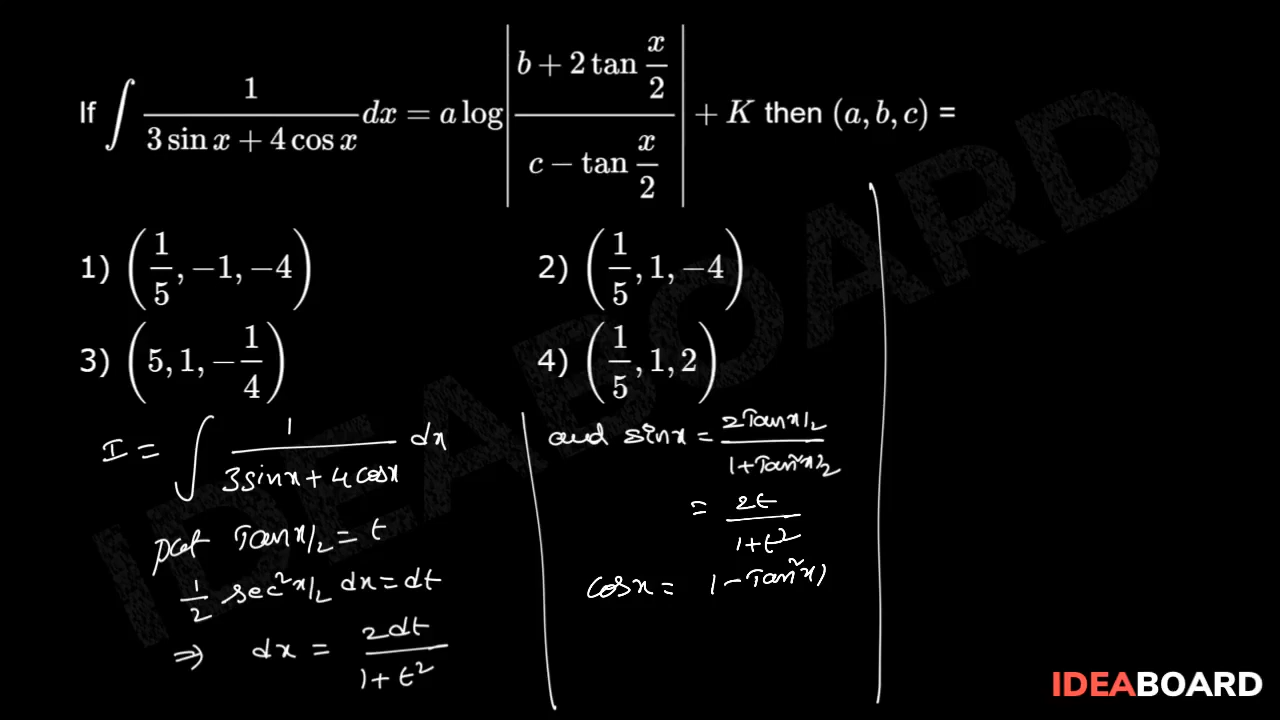 If ∫ 1/(3 sin x + 4 cos x) dx = a log |(b + 2 tan x/2)/(c − tan x/2)| + K then (a, b, c) =
1) (1/5, −1, −4) 2) (1/5, 1, −4)
3) (5, 1, −1/4) 4) (1/5, 1, 2)
I = ∫ 1/(3sinx + 4cosx) dx
put Tanx/2 = t
1/2 sec²x/2 dx = dt
⇒ dx = 2dt/(1+t²)
and sinx = 2Tanx/2/(1+Tan²x/2)
= 2t/(1+t²)
cosx = 1−Tan²x/
IDEABOARD
IDEABOARD